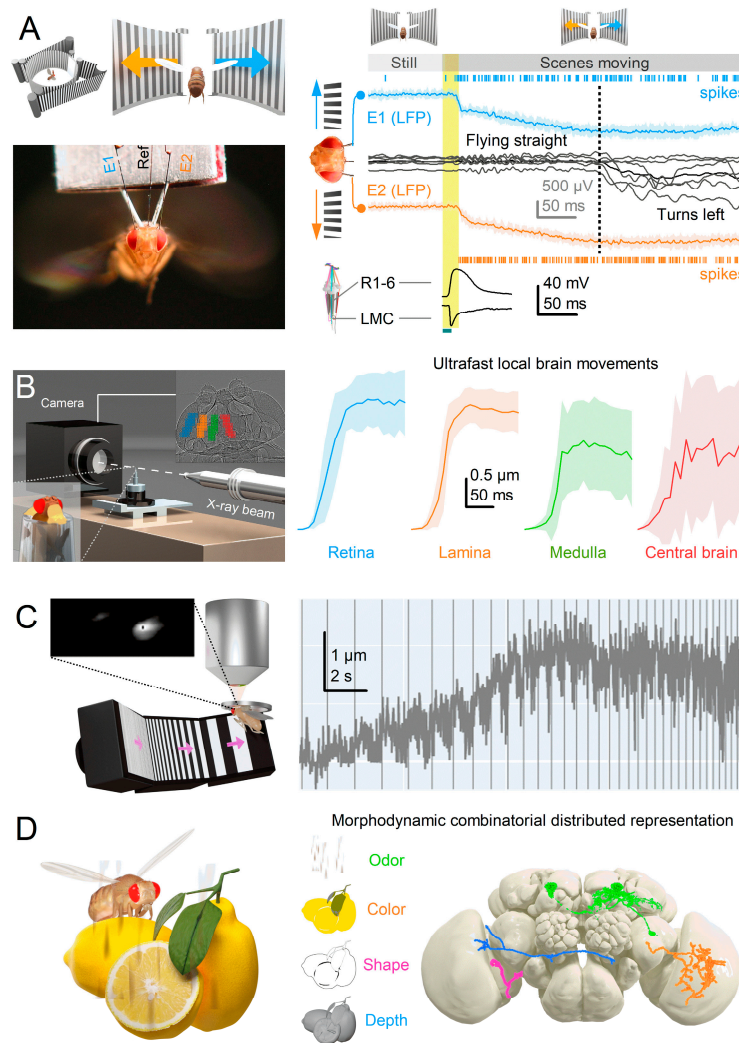 A
Still
Scenes moving
spikes
E1 (LFP)
Flying straight
500 µV
50 ms
E2 (LFP)
Turns left
spikes
E1
Ref
E2
R1-6
LMC
40 mV
50 ms
B
Camera
X-ray beam
Ultrafast local brain movements
0.5 µm
50 ms
Retina
Lamina
Medulla
Central brain
C
1 µm
2 s
D
Morphodynamic combinatorial distributed representation
Odor
Color
Shape
Depth